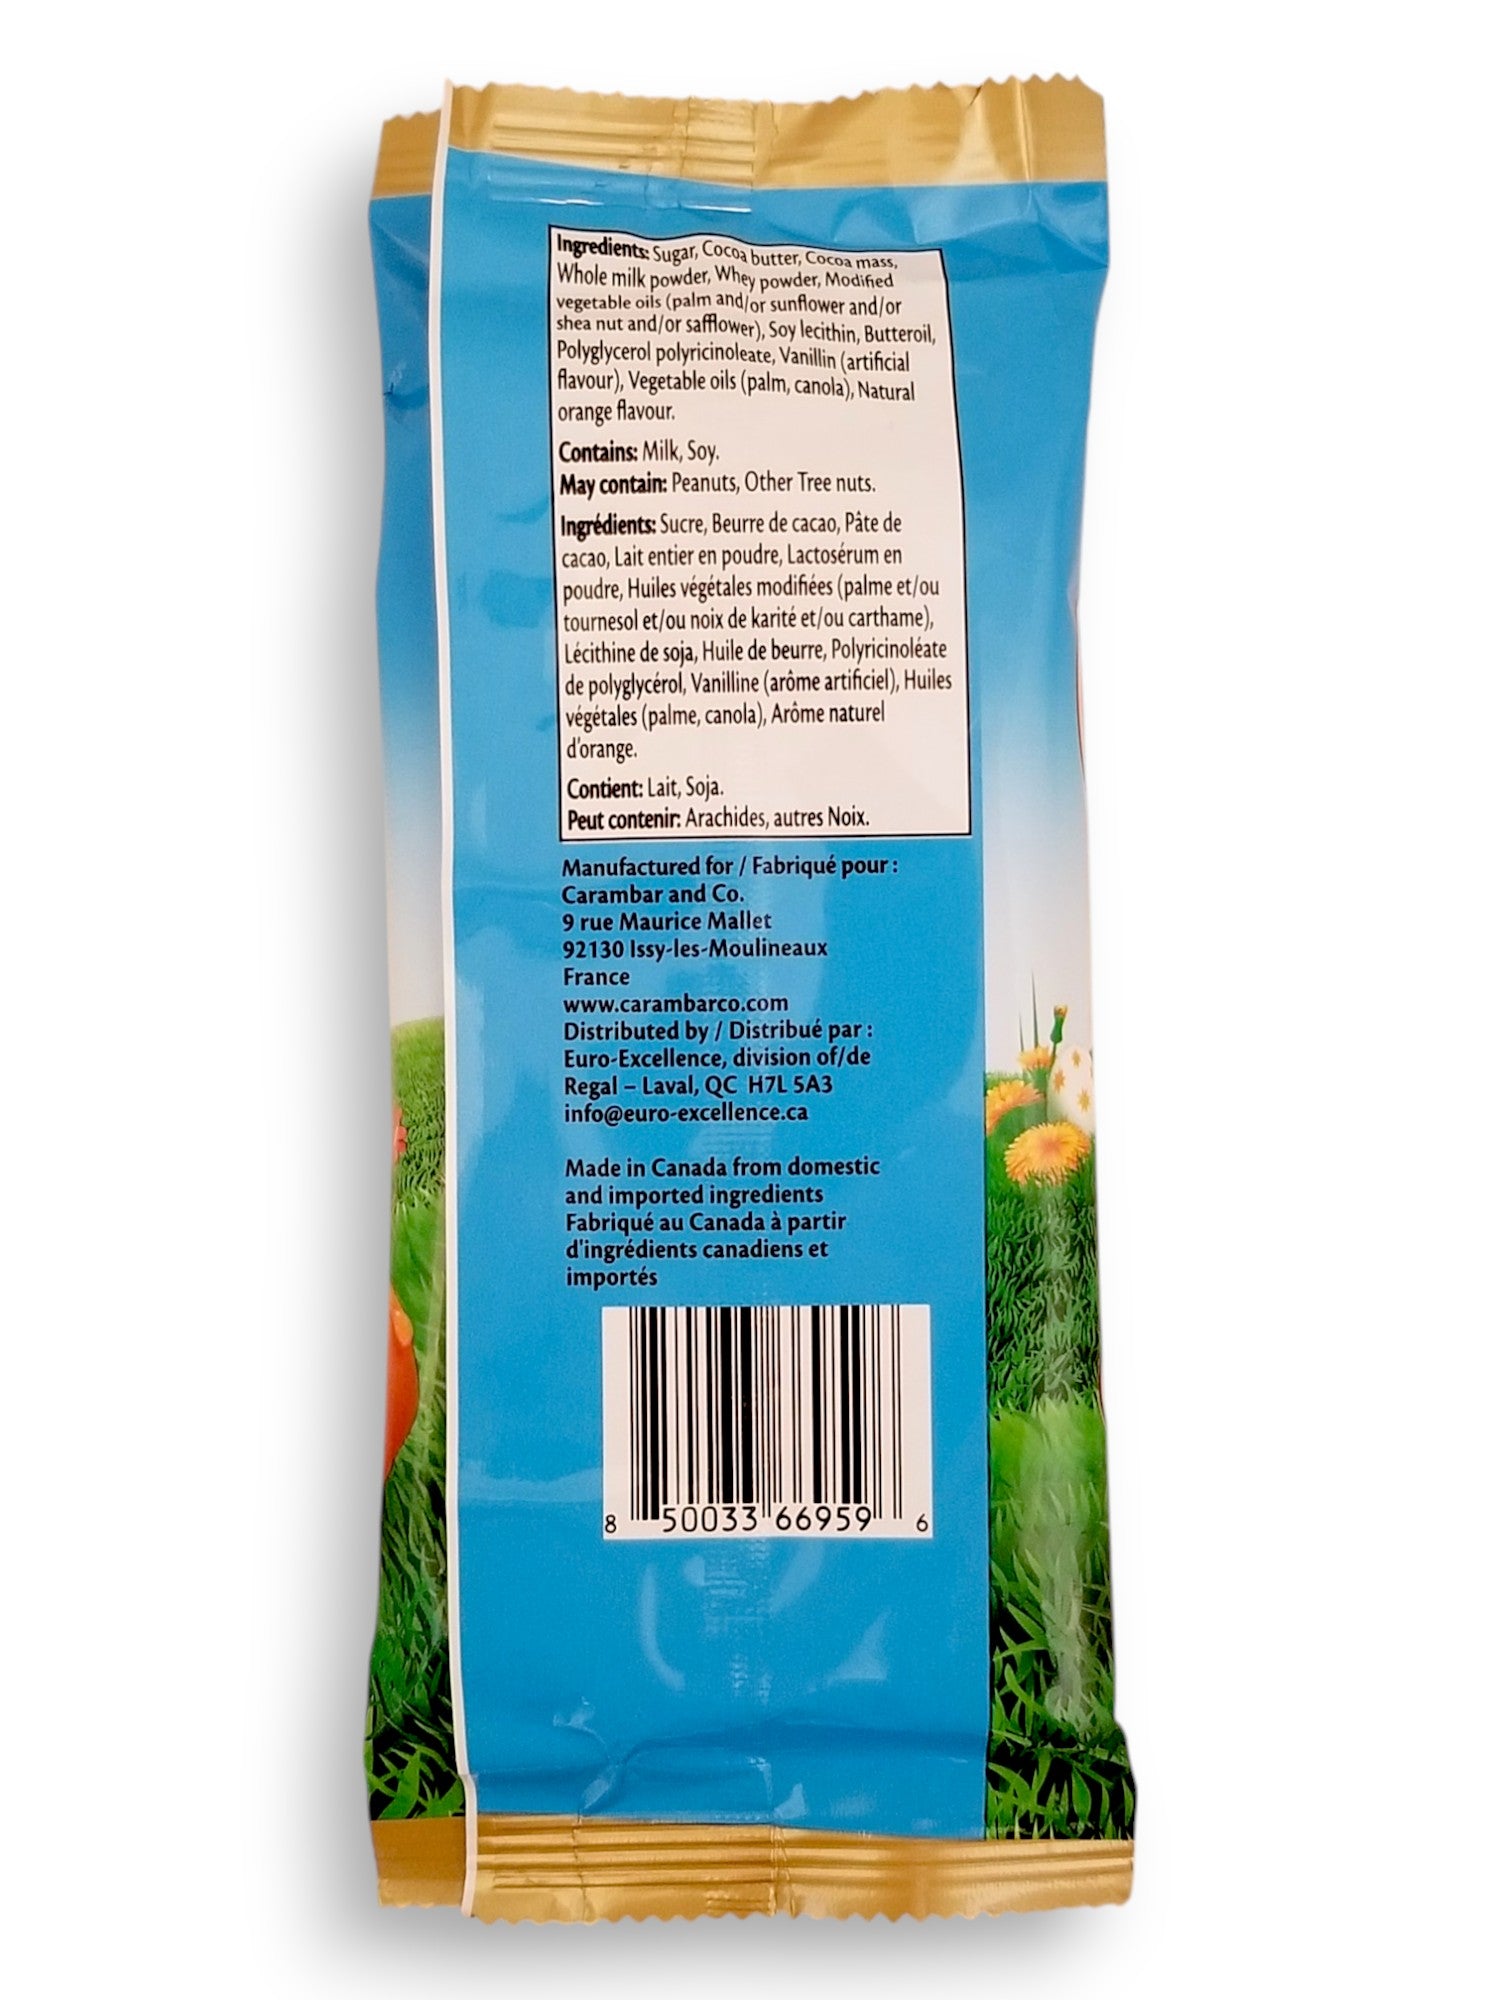 Ingredients: Sugar, Cocoa butter, Cocoa mass,
Whole milk powder, Whey powder, Modified
vegetable oils (palm and/or sunflower and/or
shea nut and/or safflower), Soy lecithin, Butteroil,
Polyglycerol polyricinoleate, Vanillin (artificial
flavour), Vegetable oils (palm, canola), Natural
orange flavour.
Contains: Milk, Soy.
May contain: Peanuts, Other Tree nuts.
Ingrédients: Sucre, Beurre de cacao, Pâte de
cacao, Lait entier en poudre, Lactosérum en
poudre, Huiles végétales modifiées (palme et/ou
tournesol et/ou noix de karité et/ou carthame),
Lécithine de soja, Huile de beurre, Polyricinoléate
de polyglycérol, Vanilline (arôme artificiel), Huiles
végétales (palme, canola), Arôme naturel
d'orange.
Contient: Lait, Soja.
Peut contenir: Arachides, autres Noix.
Manufactured for / Fabriqué pour :
Carambar and Co.
9 rue Maurice Mallet
92130 Issy-les-Moulineaux
France
www.carambarco.com
Distributed by / Distribué par :
Euro-Excellence, division of/de
Regal – Laval, QC H7L 5A3
info@euro-excellence.ca
Made in Canada from domestic
and imported ingredients
Fabriqué au Canada à partir
d'ingrédients canadiens et
importés
8 50033 66959 6